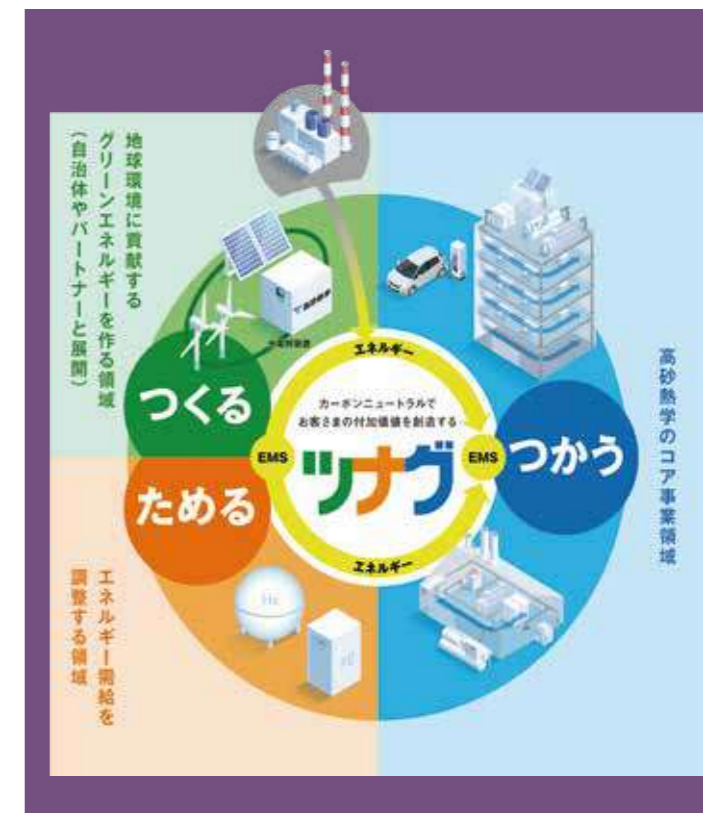 地球環境に貢献する
グリーンエネルギーを作る領域
(自治体やパートナーと展開)
エネルギー
カーボンニュートラルで
お客さまの付加価値を創造する
つくる
EMS
ツナグ
EMS
つかう
ためる
エネルギー
高砂熱学のコア事業領域
エネルギー需給を
調整する領域
H₂